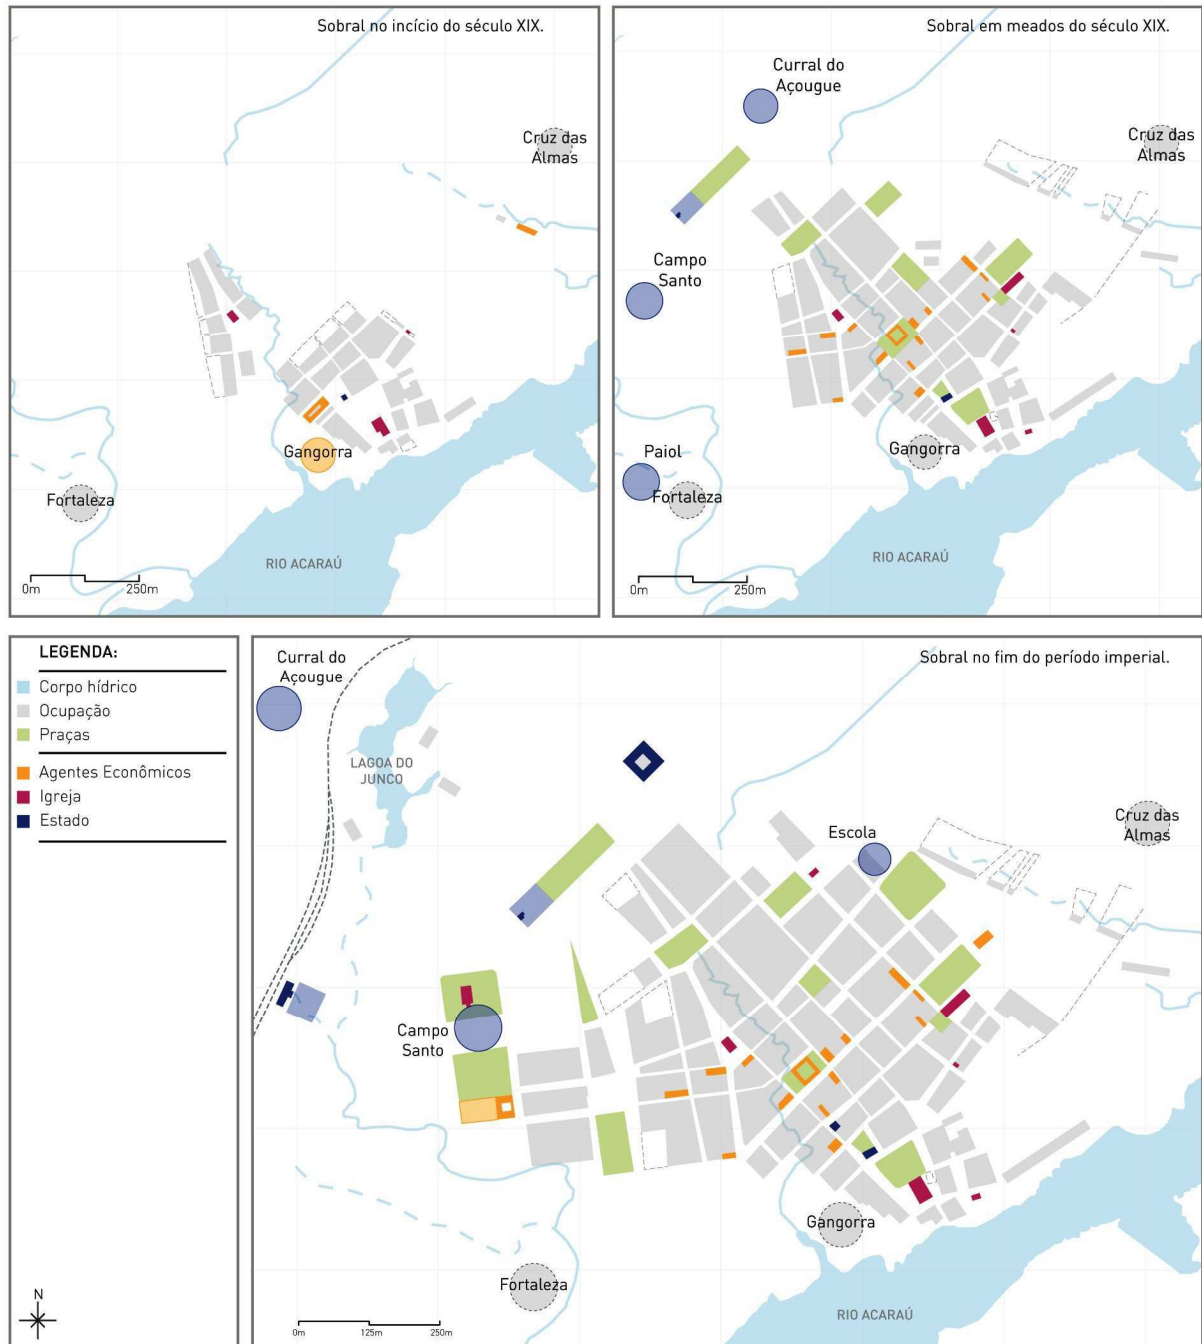 Sobral no incício do século XIX.
Cruz das
Almas
Gangorra
Fortaleza
RIO ACARAÚ
0m 250m
Sobral em meados do século XIX.
Curral do
Açougue
Cruz das
Almas
Campo
Santo
Paiol
Fortaleza
Gangorra
RIO ACARAÚ
0m 250m
LEGENDA:
Corpo hídrico
Ocupação
Praças
Agentes Econômicos
Igreja
Estado
N
Sobral no fim do período imperial.
Curral do
Açougue
LAGOA DO
JUNCO
Escola
Cruz das
Almas
Campo
Santo
Gangorra
Fortaleza
RIO ACARAÚ
0m 125m 250m